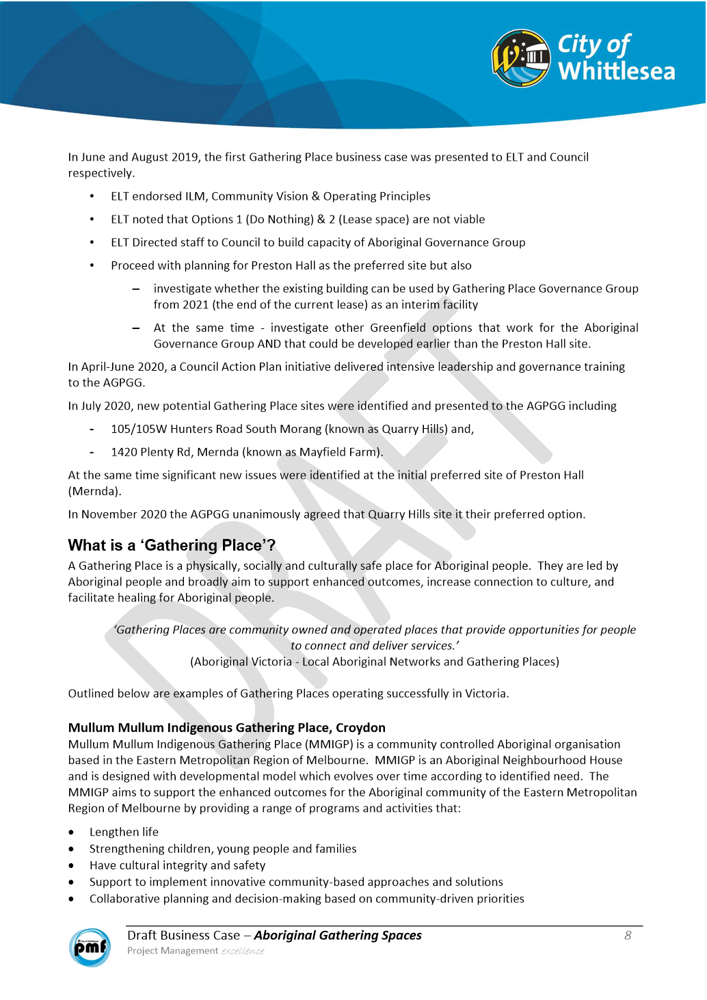 City of
Whittlesea
In June and August 2019, the first Gathering Place business case was presented to ELT and Council
respectively.
• ELT endorsed ILM, Community Vision & Operating Principles
• ELT noted that Options 1 (Do Nothing) & 2 (Lease space) are not viable
• ELT Directed staff to Council to build capacity of Aboriginal Governance Group
• Proceed with planning for Preston Hall as the preferred site but also
– investigate whether the existing building can be used by Gathering Place Governance Group
from 2021 (the end of the current lease) as an interim facility
– At the same time - investigate other Greenfield options that work for the Aboriginal
Governance Group AND that could be developed earlier than the Preston Hall site.
In April-June 2020, a Council Action Plan initiative delivered intensive leadership and governance training
to the AGPGG.
In July 2020, new potential Gathering Place sites were identified and presented to the AGPGG including
- 105/105W Hunters Road South Morang (known as Quarry Hills) and,
- 1420 Plenty Rd, Mernda (known as Mayfield Farm).
At the same time significant new issues were identified at the initial preferred site of Preston Hall
(Mernda).
In November 2020 the AGPGG unanimously agreed that Quarry Hills site it their preferred option.
What is a ‘Gathering Place’?
A Gathering Place is a physically, socially and culturally safe place for Aboriginal people. They are led by
Aboriginal people and broadly aim to support enhanced outcomes, increase connection to culture, and
facilitate healing for Aboriginal people.
‘Gathering Places are community owned and operated places that provide opportunities for people
to connect and deliver services.’
(Aboriginal Victoria - Local Aboriginal Networks and Gathering Places)
Outlined below are examples of Gathering Places operating successfully in Victoria.
Mullum Mullum Indigenous Gathering Place, Croydon
Mullum Mullum Indigenous Gathering Place (MMIGP) is a community controlled Aboriginal organisation
based in the Eastern Metropolitan Region of Melbourne. MMIGP is an Aboriginal Neighbourhood House
and is designed with developmental model which evolves over time according to identified need. The
MMIGP aims to support the enhanced outcomes for the Aboriginal community of the Eastern Metropolitan
Region of Melbourne by providing a range of programs and activities that:
• Lengthen life
• Strengthening children, young people and families
• Have cultural integrity and safety
• Support to implement innovative community-based approaches and solutions
• Collaborative planning and decision-making based on community-driven priorities
DRAFT
City of Whittlesea
pmf
Draft Business Case – Aboriginal Gathering Spaces 8
Project Management excellence